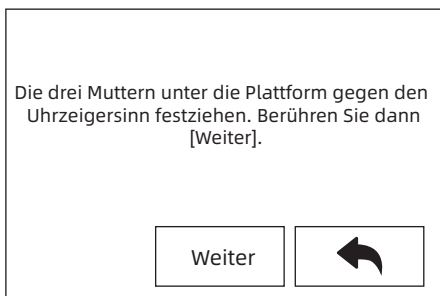 Die drei Muttern unter die Plattform gegen den
Uhrzeigersinn festziehen. Berühren Sie dann
[Weiter].
Weiter